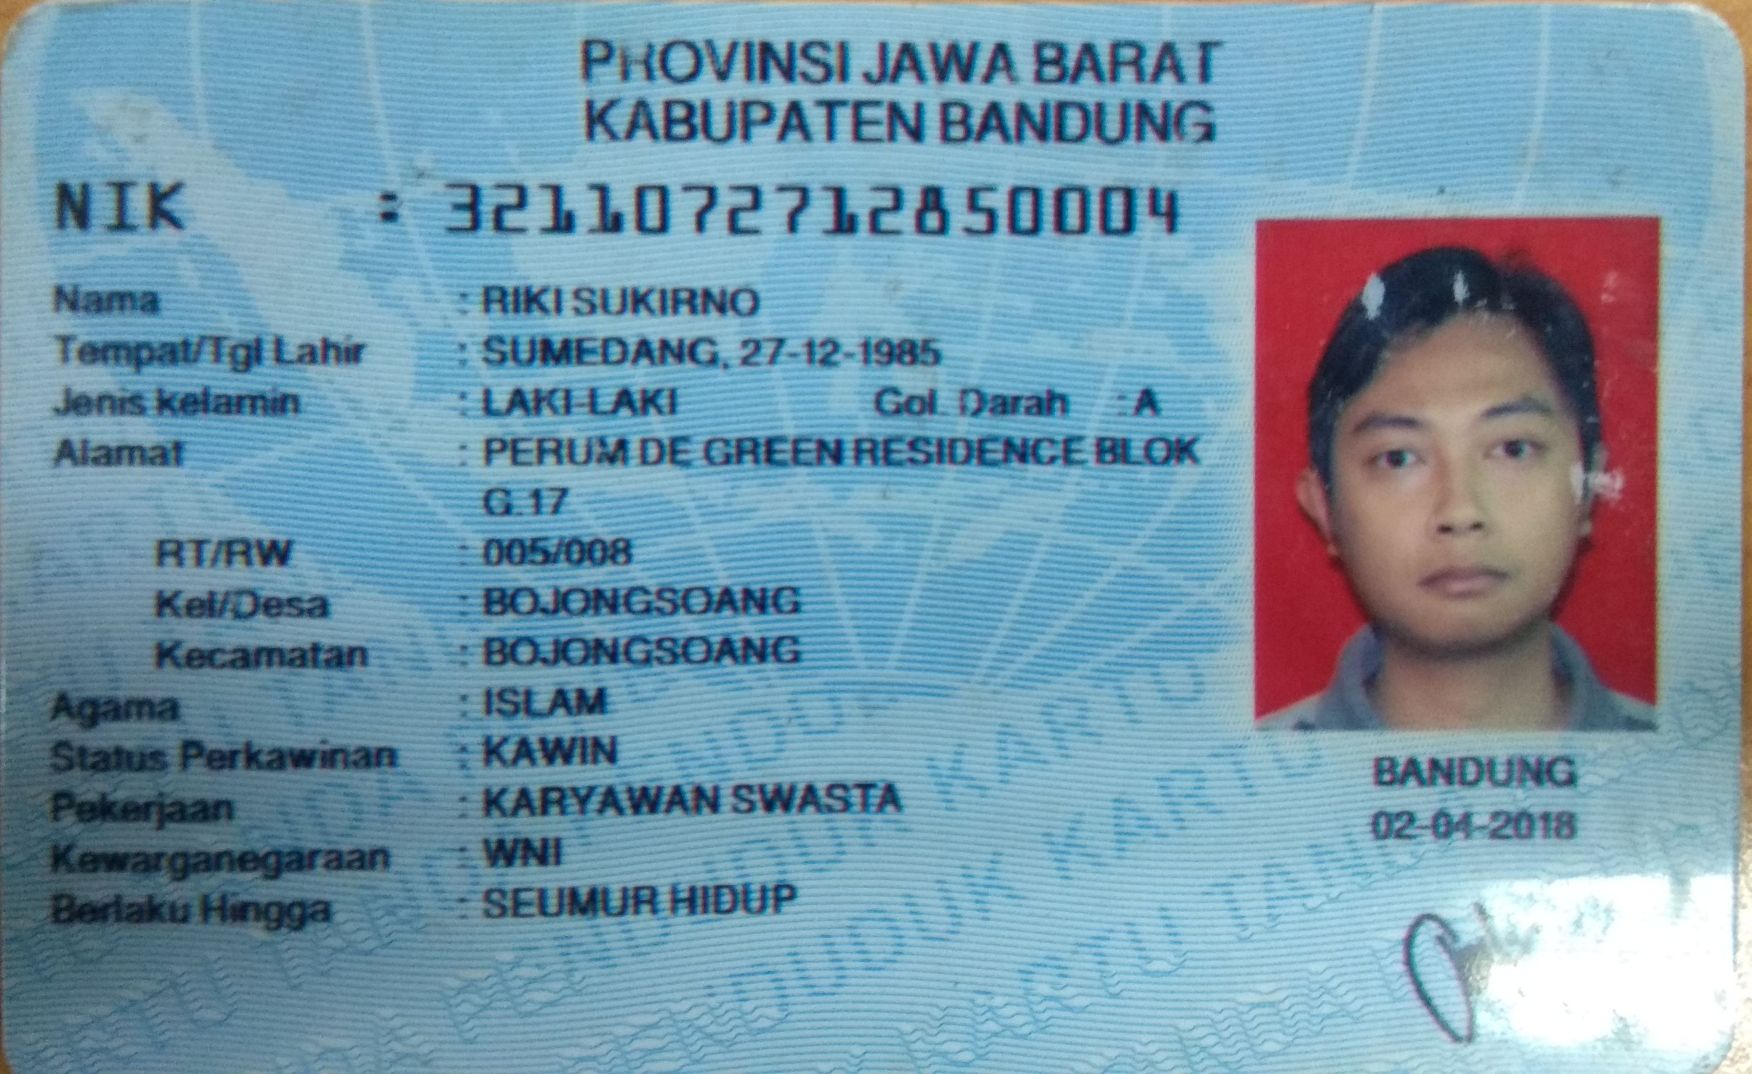 PROVINSI JAWA BARAT
KABUPATEN BANDUNG
NIK : 3211072712850004
Nama : RIKI SUKIRNO
Tempat/Tgl Lahir : SUMEDANG, 27-12-1985
Jenis kelamin : LAKI-LAKI Gol. Darah : A
Alamat : PERUM DE GREEN RESIDENCE BLOK
G.17
RT/RW : 005/008
Kel/Desa : BOJONGSOANG
Kecamatan : BOJONGSOANG
Agama : ISLAM
Status Perkawinan : KAWIN
Pekerjaan : KARYAWAN SWASTA
Kewarganegaraan : WNI
Berlaku Hingga : SEUMUR HIDUP
BANDUNG
02-04-2018